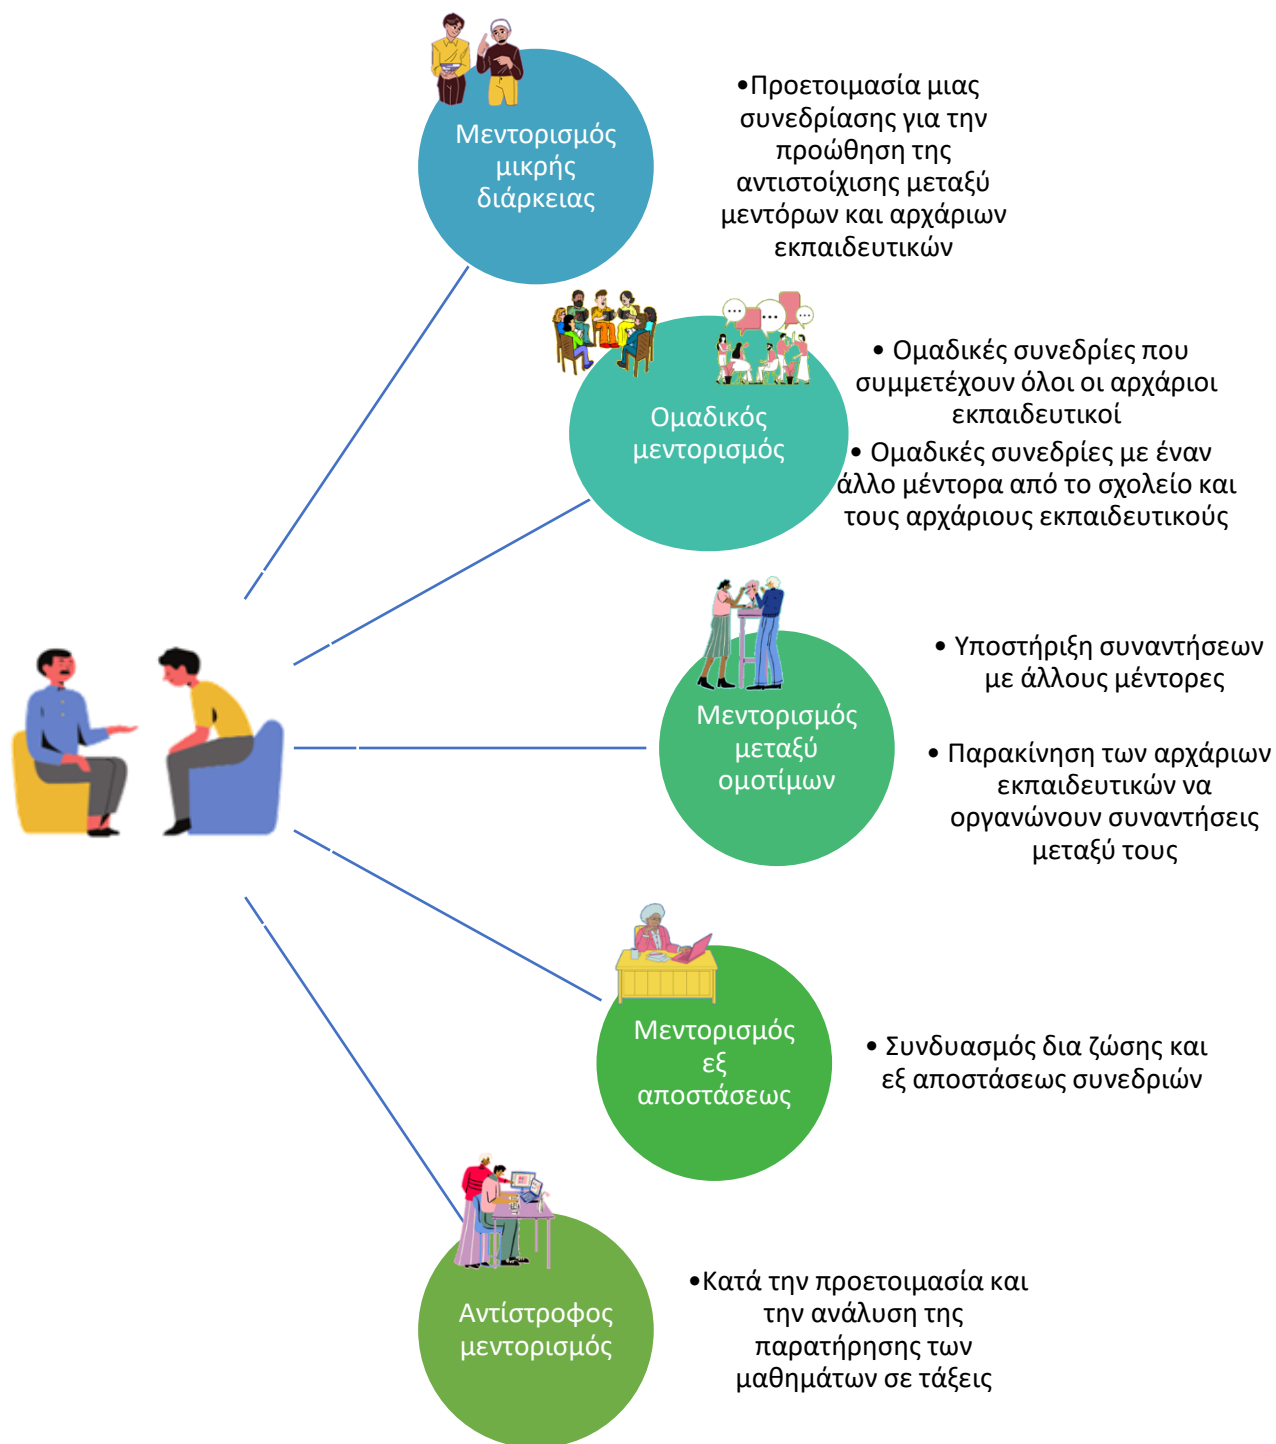 Μεντορισμός
μικρής
διάρκειας
•Προετοιμασία μιας
συνεδρίασης για την
προώθηση της
αντιστοίχισης μεταξύ
μεντόρων και αρχάριων
εκπαιδευτικών
Ομαδικός
μεντορισμός
• Ομαδικές συνεδρίες που
συμμετέχουν όλοι οι αρχάριοι
εκπαιδευτικοί
• Ομαδικές συνεδρίες με έναν
άλλο μέντορα από το σχολείο και
τους αρχάριους εκπαιδευτικούς
Μεντορισμός
μεταξύ
ομοτίμων
• Υποστήριξη συναντήσεων
με άλλους μέντορες
• Παρακίνηση των αρχάριων
εκπαιδευτικών να
οργανώνουν συναντήσεις
μεταξύ τους
Μεντορισμός
εξ
αποστάσεως
• Συνδυασμός δια ζώσης και
εξ αποστάσεως συνεδριών
Αντίστροφος
μεντορισμός
•Κατά την προετοιμασία και
την ανάλυση της
παρατήρησης των
μαθημάτων σε τάξεις